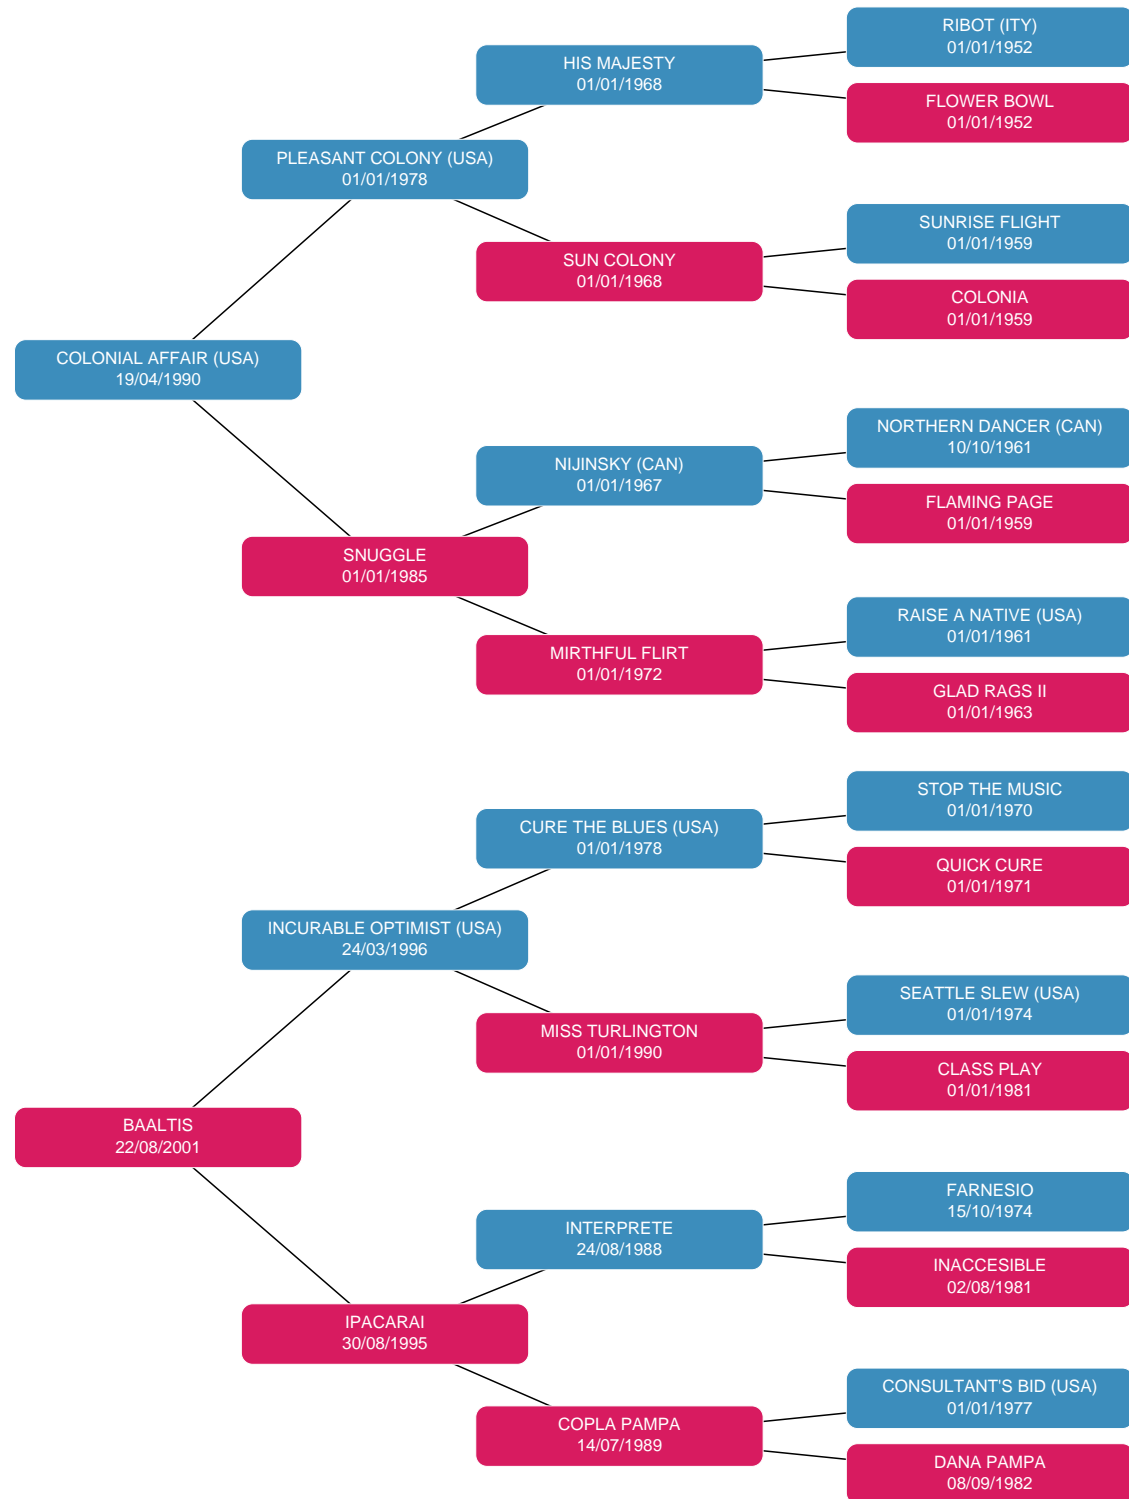 RIBOT (ITY)
01/01/1952
HIS MAJESTY
01/01/1968
FLOWER BOWL
01/01/1952
PLEASANT COLONY (USA)
01/01/1978
SUNRISE FLIGHT
01/01/1959
SUN COLONY
01/01/1968
COLONIA
01/01/1959
COLONIAL AFFAIR (USA)
19/04/1990
NORTHERN DANCER (CAN)
10/10/1961
NIJINSKY (CAN)
01/01/1967
FLAMING PAGE
01/01/1959
SNUGGLE
01/01/1985
RAISE A NATIVE (USA)
01/01/1961
MIRTHFUL FLIRT
01/01/1972
GLAD RAGS II
01/01/1963
STOP THE MUSIC
01/01/1970
CURE THE BLUES (USA)
01/01/1978
QUICK CURE
01/01/1971
INCURABLE OPTIMIST (USA)
24/03/1996
SEATTLE SLEW (USA)
01/01/1974
MISS TURLINGTON
01/01/1990
CLASS PLAY
01/01/1981
BAALTIS
22/08/2001
FARNESIO
15/10/1974
INTERPRETE
24/08/1988
INACCESIBLE
02/08/1981
IPACARAI
30/08/1995
CONSULTANT'S BID (USA)
01/01/1977
COPLA PAMPA
14/07/1989
DANA PAMPA
08/09/1982